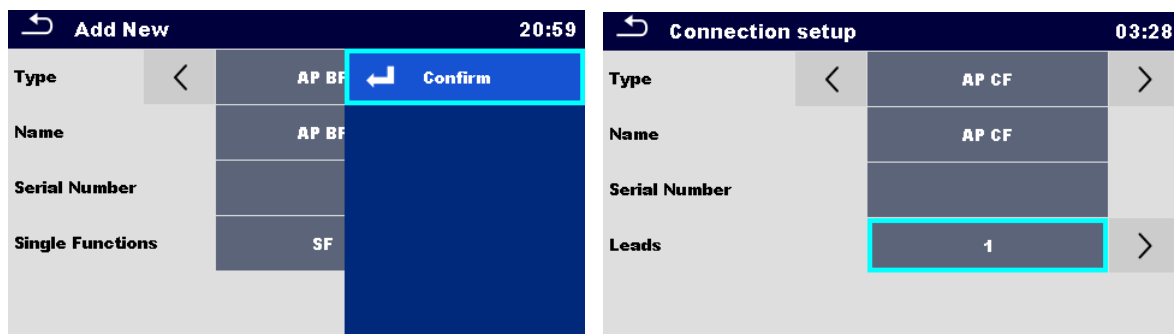 Add New 20:59
Type AP BF Confirm
Name AP BF
Serial Number
Single Functions SF
Connection setup 03:28
Type AP CF
Name AP CF
Serial Number
Leads 1